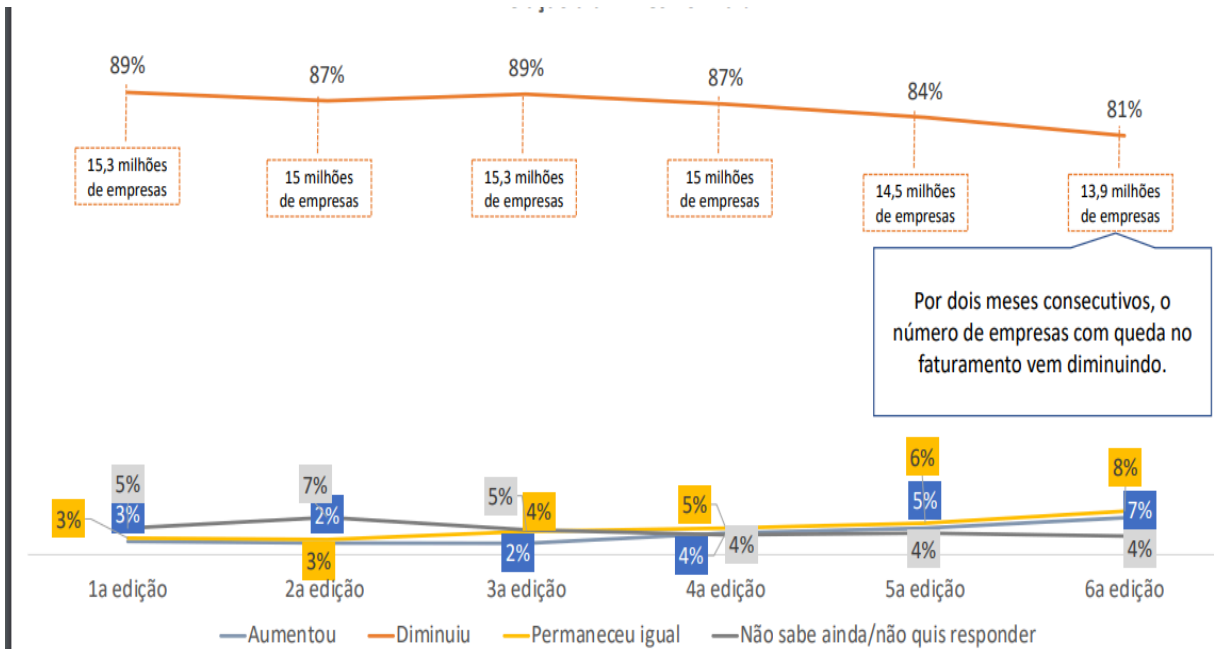 89%
87%
89%
87%
84%
81%
15,3 milhões
de empresas
15 milhões
de empresas
15,3 milhões
de empresas
15 milhões
de empresas
14,5 milhões
de empresas
13,9 milhões
de empresas
Por dois meses consecutivos, o
número de empresas com queda no
faturamento vem diminuindo.
3%
5%
3%
7%
2%
3%
5%
4%
2%
5%
4%
4%
6%
5%
4%
8%
7%
4%
1a edição
2a edição
3a edição
4a edição
5a edição
6a edição
Aumentou
Diminuiu
Permaneceu igual
Não sabe ainda/não quis responder